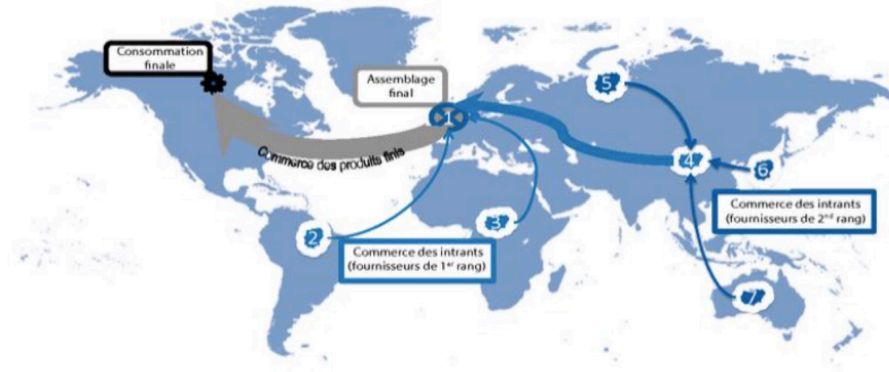 Consommation
finale
Assemblage
final
1
5
Commerce des produits finis
4
6
2
3
Commerce des intrants
(fournisseurs de 1er rang)
Commerce des intrants
(fournisseurs de 2nd rang)
7